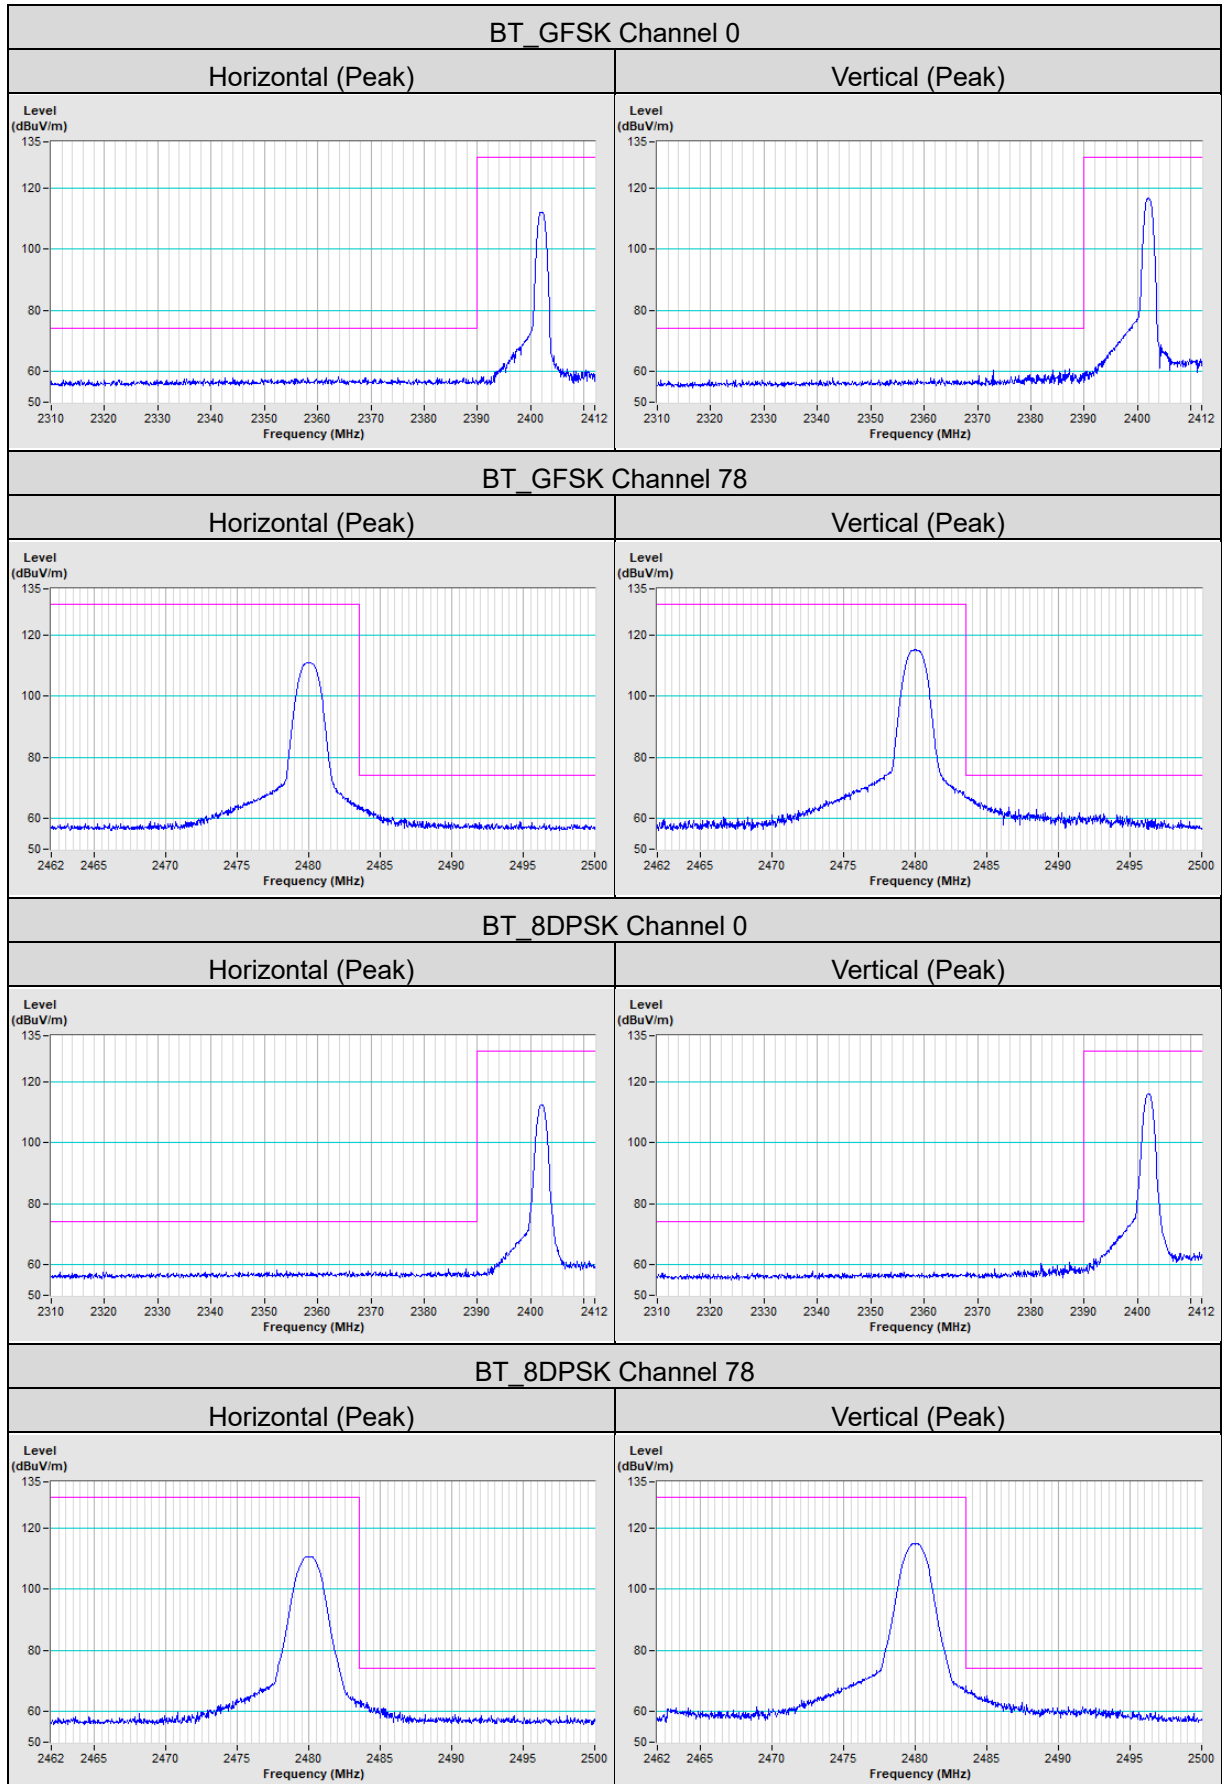 BT_GFSK Channel 0
Horizontal (Peak)
Vertical (Peak)
Level
(dBuV/m)
135
120
100
80
60
50
2310 2320 2330 2340 2350 2360 2370 2380 2390 2400 2412
Frequency (MHz)
Level
(dBuV/m)
135
120
100
80
60
50
2310 2320 2330 2340 2350 2360 2370 2380 2390 2400 2412
Frequency (MHz)
BT_GFSK Channel 78
Horizontal (Peak)
Vertical (Peak)
Level
(dBuV/m)
135
120
100
80
60
50
2462 2465 2470 2475 2480 2485 2490 2495 2500
Frequency (MHz)
Level
(dBuV/m)
135
120
100
80
60
50
2462 2465 2470 2475 2480 2485 2490 2495 2500
Frequency (MHz)
BT_8DPSK Channel 0
Horizontal (Peak)
Vertical (Peak)
Level
(dBuV/m)
135
120
100
80
60
50
2310 2320 2330 2340 2350 2360 2370 2380 2390 2400 2412
Frequency (MHz)
Level
(dBuV/m)
135
120
100
80
60
50
2310 2320 2330 2340 2350 2360 2370 2380 2390 2400 2412
Frequency (MHz)
BT_8DPSK Channel 78
Horizontal (Peak)
Vertical (Peak)
Level
(dBuV/m)
135
120
100
80
60
50
2462 2465 2470 2475 2480 2485 2490 2495 2500
Frequency (MHz)
Level
(dBuV/m)
135
120
100
80
60
50
2462 2465 2470 2475 2480 2485 2490 2495 2500
Frequency (MHz)